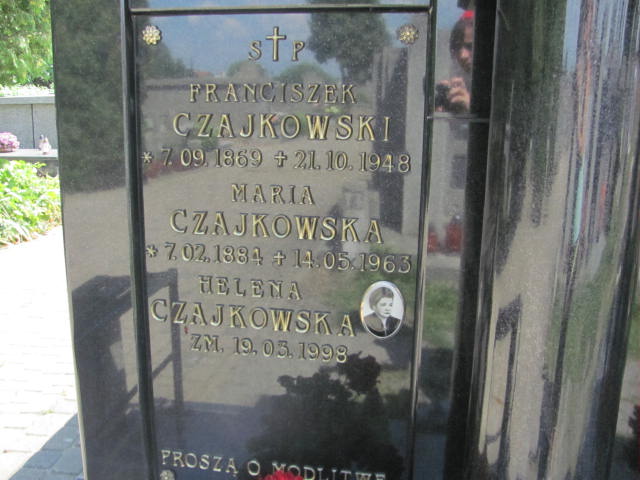 S P
FRANCISZEK
CZAJKOWSKI
* 7.09.1869 + 21.10.1948
MARIA
CZAJKOWSKA
* 7.02.1884 + 14.05.1963
HELENA
CZAJKOWSKA
ZM. 19.03.1998
PROSZĄ O MODLITWĘ